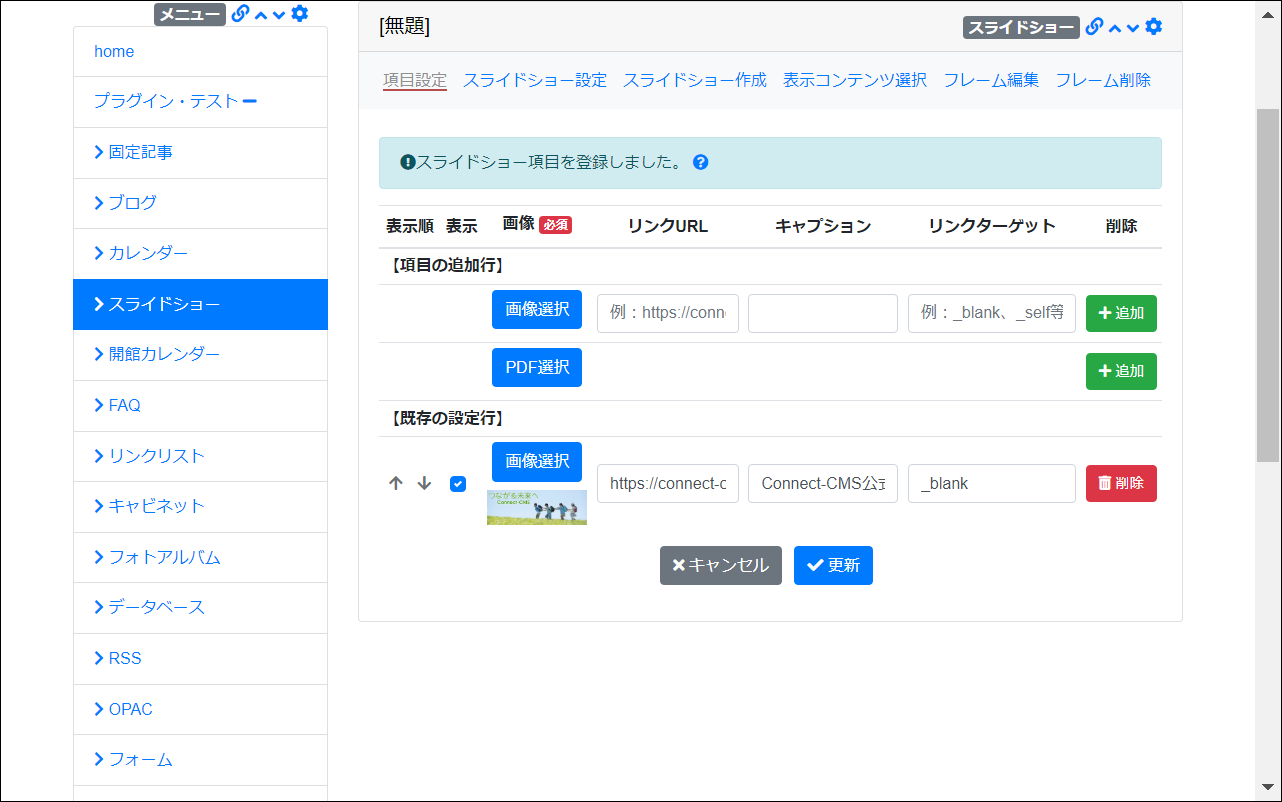 メニュー
home
プラグイン・テスト
固定記事
ブログ
カレンダー
スライドショー
開館カレンダー
FAQ
リンクリスト
キャビネット
フォトアルバム
データベース
RSS
OPAC
フォーム
[無題] スライドショー
項目設定 スライドショー設定 スライドショー作成 表示コンテンツ選択 フレーム編集 フレーム削除
スライドショー項目を登録しました。
表示順 表示 画像 必須 リンクURL キャプション リンクターゲット 削除
【項目の追加行】
画像選択 例：https://conn 例：_blank、_self等 追加
PDF選択 追加
【既存の設定行】
画像選択
https://connect-c Connect-CMS公式 _blank 削除
つながる未来へ
Connect-CMS
キャンセル 更新